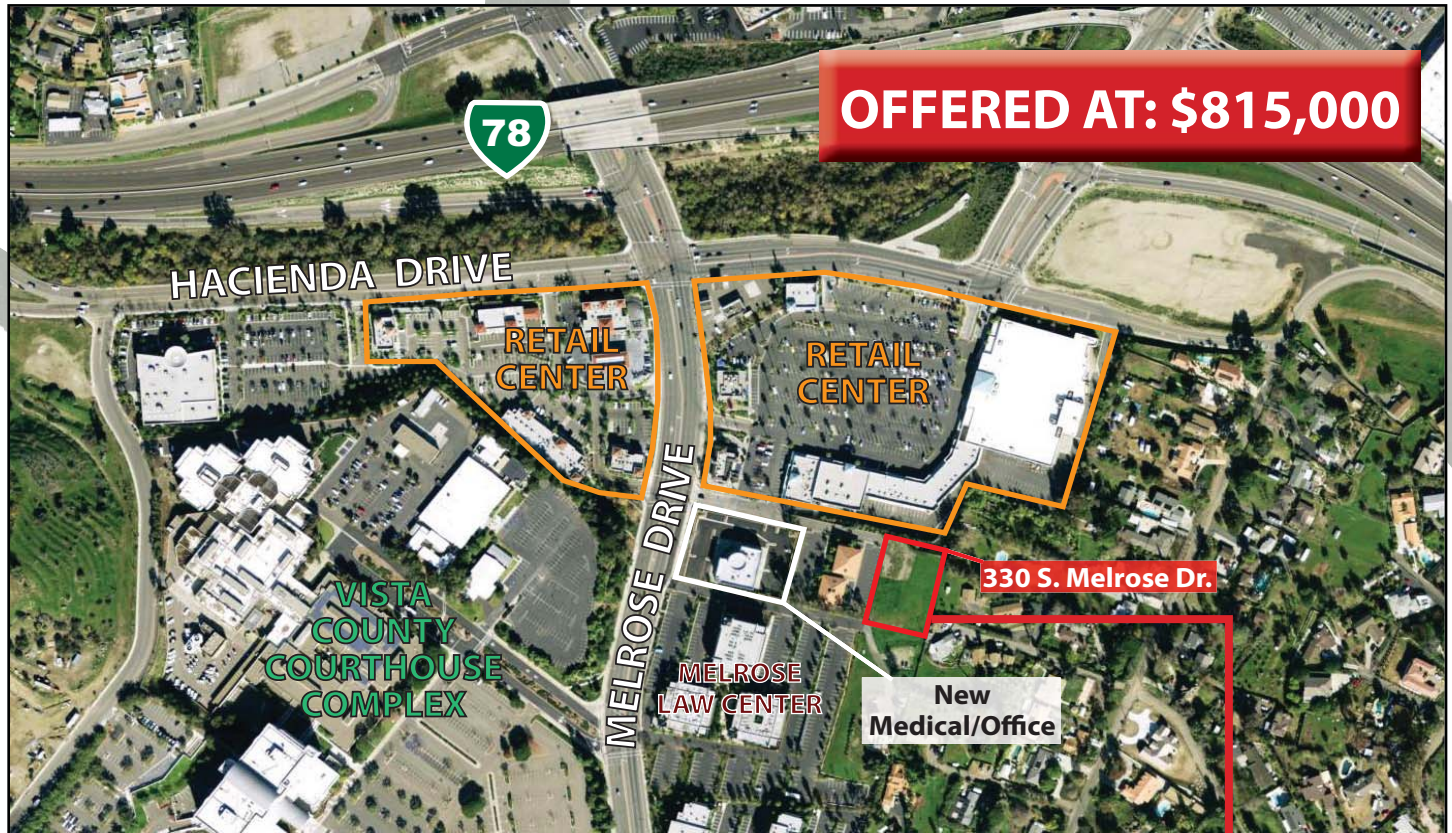 OFFERED AT: $815,000
78
HACIENDA DRIVE
RETAIL
CENTER
RETAIL
CENTER
MELROSE DRIVE
330 S. Melrose Dr.
VISTA
COUNTY
COURTHOUSE
COMPLEX
MELROSE
LAW CENTER
New
Medical/Office